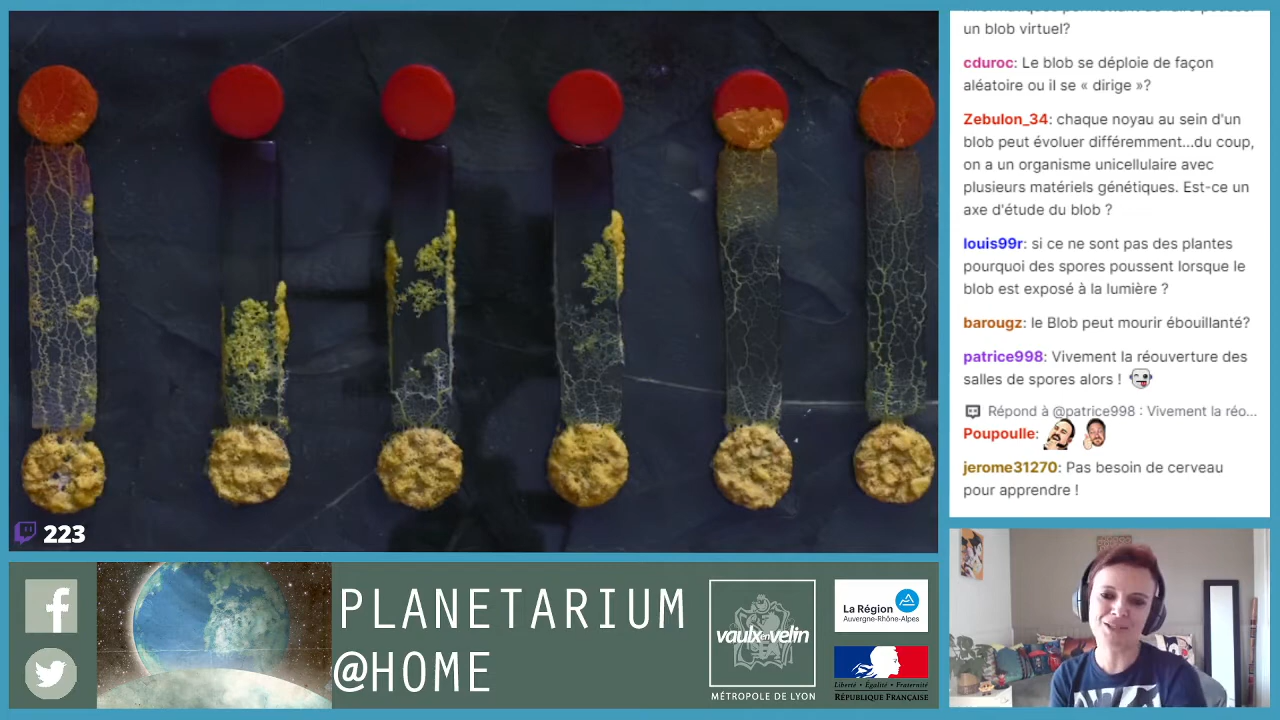 un blob virtuel?
cduroc: Le blob se déploie de façon
aléatoire ou il se « dirige »?
Zebulon_34: chaque noyau au sein d'un
blob peut évoluer différemment...du coup,
on a un organisme unicellulaire avec
plusieurs matériels génétiques. Est-ce un
axe d'étude du blob ?
louis99r: si ce ne sont pas des plantes
pourquoi des spores poussent lorsque le
blob est exposé à la lumière ?
barougz: le Blob peut mourir ébouillanté?
patrice998: Vivement la réouverture des
salles de spores alors !
Répond à @patrice998 : Vivement la réo...
Poupoulle:
jerome31270: Pas besoin de cerveau
pour apprendre !
223
PLANETARIUM
@HOME
vaulx en velin
MÉTROPOLE DE LYON
La Région
Auvergne-Rhône-Alpes
Liberté • Égalité • Fraternité
RÉPUBLIQUE FRANÇAISE